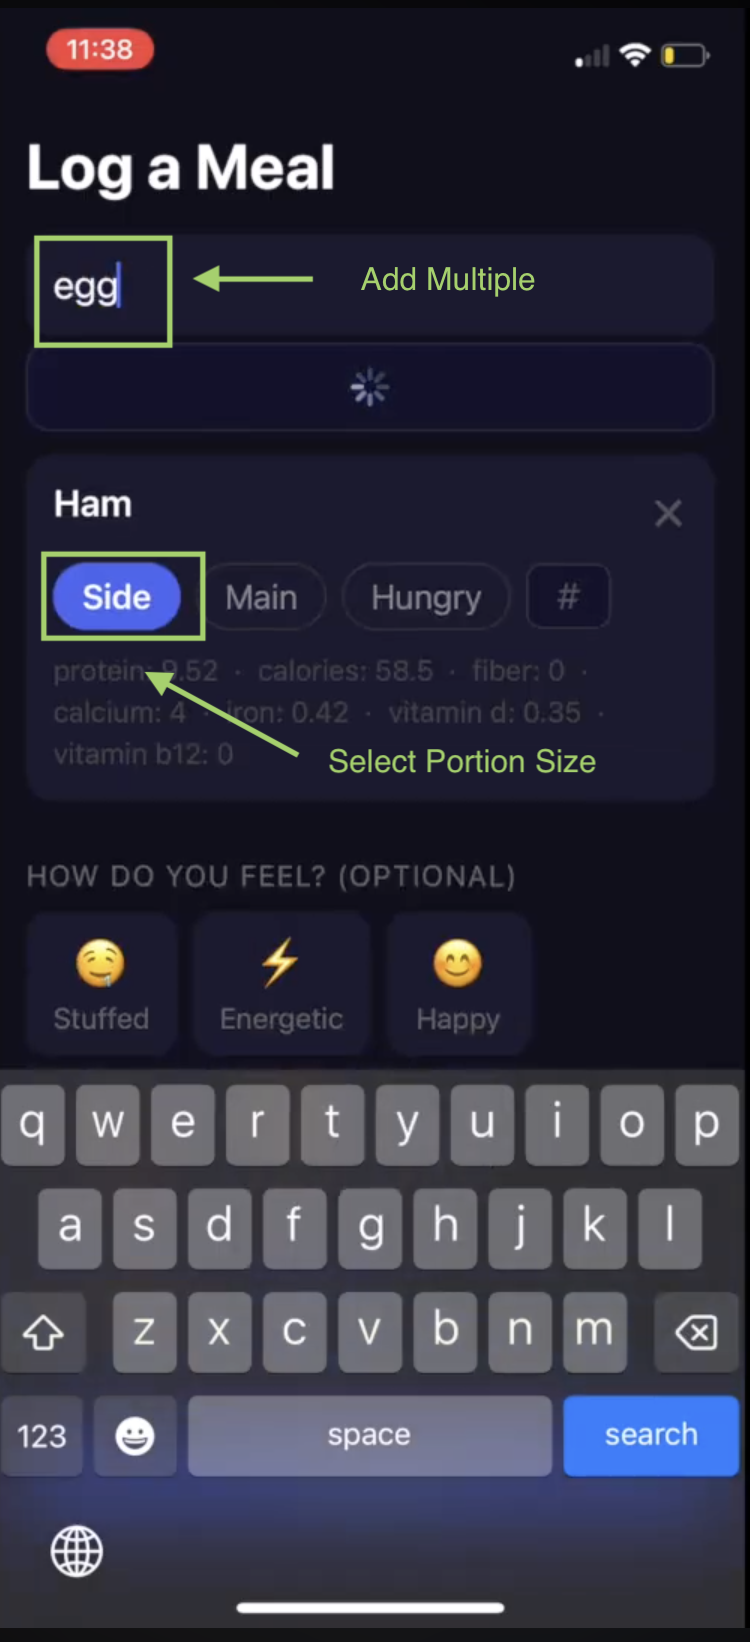 11:38
Log a Meal
egg
Add Multiple
Ham
Side Main Hungry #
protein: 9.52 · calories: 58.5 · fiber: 0 ·
calcium: 4 · iron: 0.42 · vitamin d: 0.35 ·
vitamin b12: 0
Select Portion Size
HOW DO YOU FEEL? (OPTIONAL)
Stuffed Energetic Happy
q w e r t y u i o p
a s d f g h j k l
z x c v b n m
123 space search